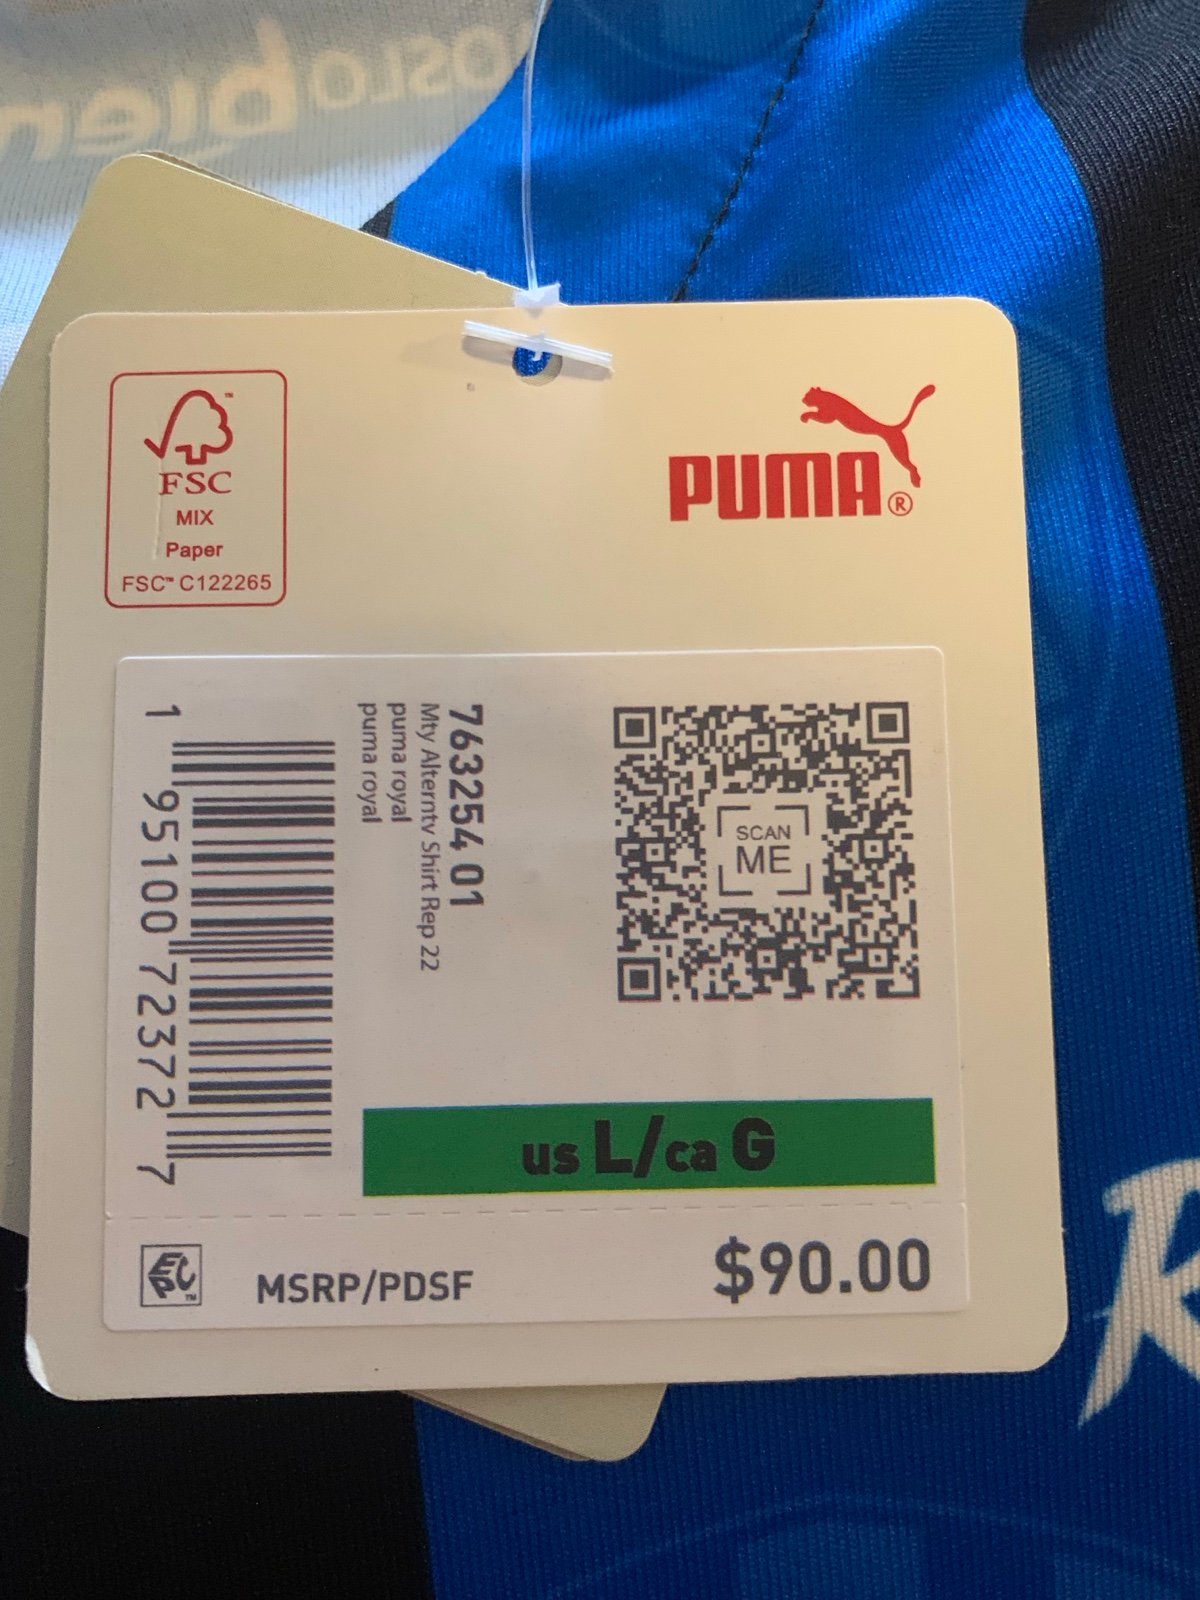 FSC
MIX
Paper
FSC™ C122265
PUMA®
763254 01
Mty Alterntv Shirt Rep 22
puma royal
puma royal
SCAN
ME
1 95100 72372 7
us L/ca G
EPC™
MSRP/PDSF
$90.00